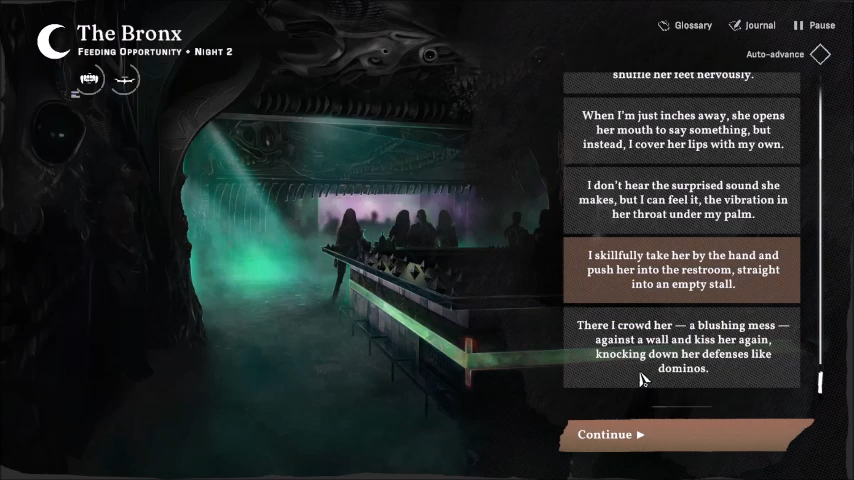 The Bronx
Feeding Opportunity • Night 2
Glossary
Journal
Pause
Auto-advance
shuffle her feet nervously.
When I'm just inches away, she opens
her mouth to say something, but
instead, I cover her lips with my own.
I don't hear the surprised sound she
makes, but I can feel it, the vibration in
her throat under my palm.
I skillfully take her by the hand and
push her into the restroom, straight
into an empty stall.
There I crowd her — a blushing mess —
against a wall and kiss her again,
knocking down her defenses like
dominos.
Continue ▶